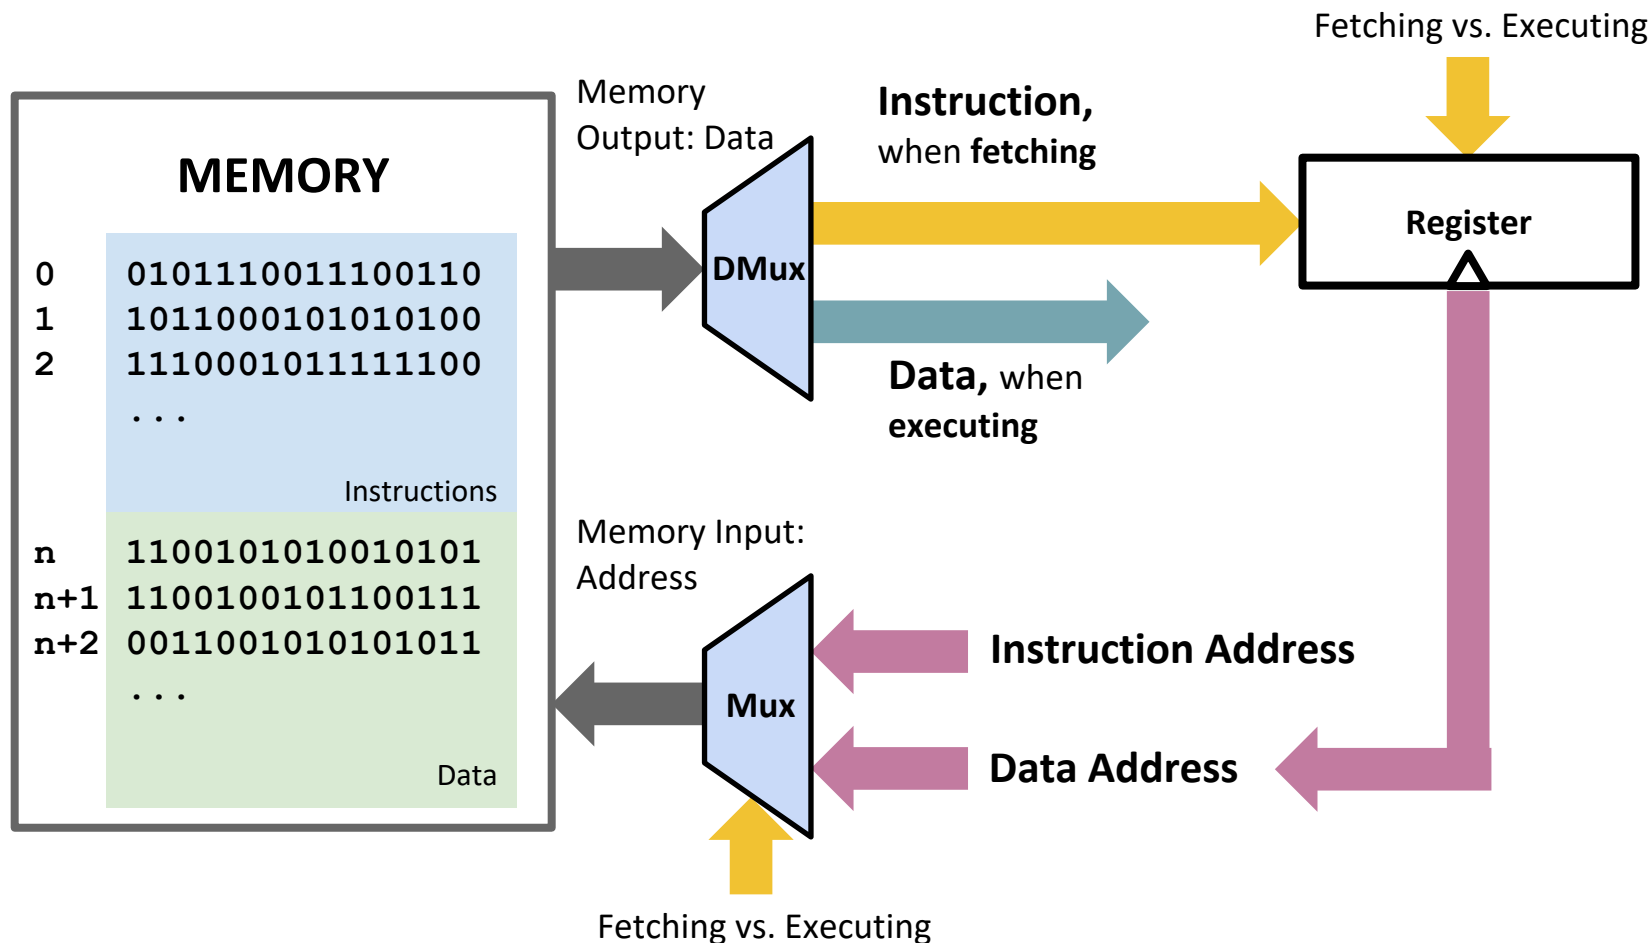 Fetching vs. Executing
Memory
Output: Data
Instruction,
when fetching
MEMORY
Register
DMux
0 0101110011100110
1 1011000101010100
2 1110001011111100
...
Data, when
executing
Instructions
Memory Input:
Address
n 1100101010010101
n+1 1100100101100111
n+2 0011001010101011
...
Instruction Address
Mux
Data Address
Data
Fetching vs. Executing